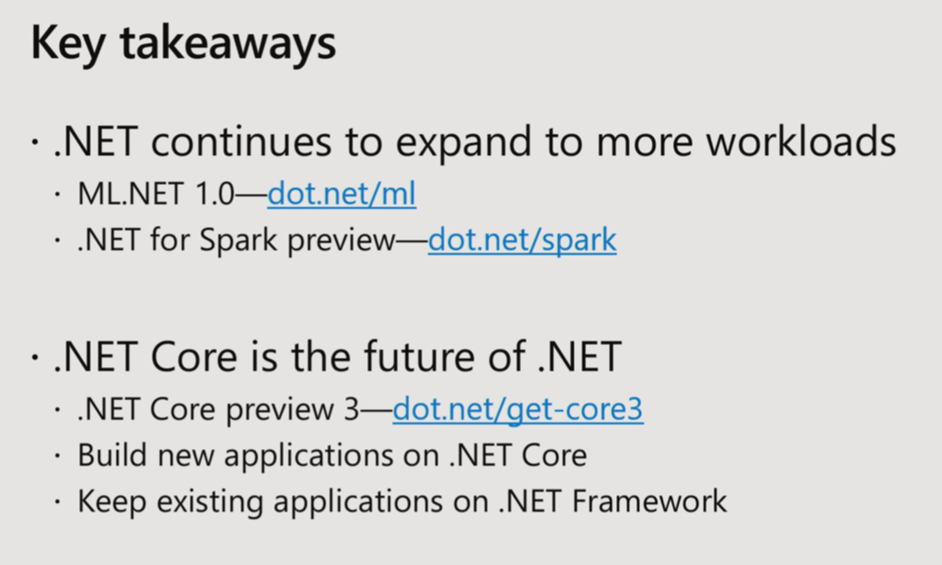 Key takeaways
· .NET continues to expand to more workloads
· ML.NET 1.0—dot.net/ml
· .NET for Spark preview—dot.net/spark
· .NET Core is the future of .NET
· .NET Core preview 3—dot.net/get-core3
· Build new applications on .NET Core
· Keep existing applications on .NET Framework